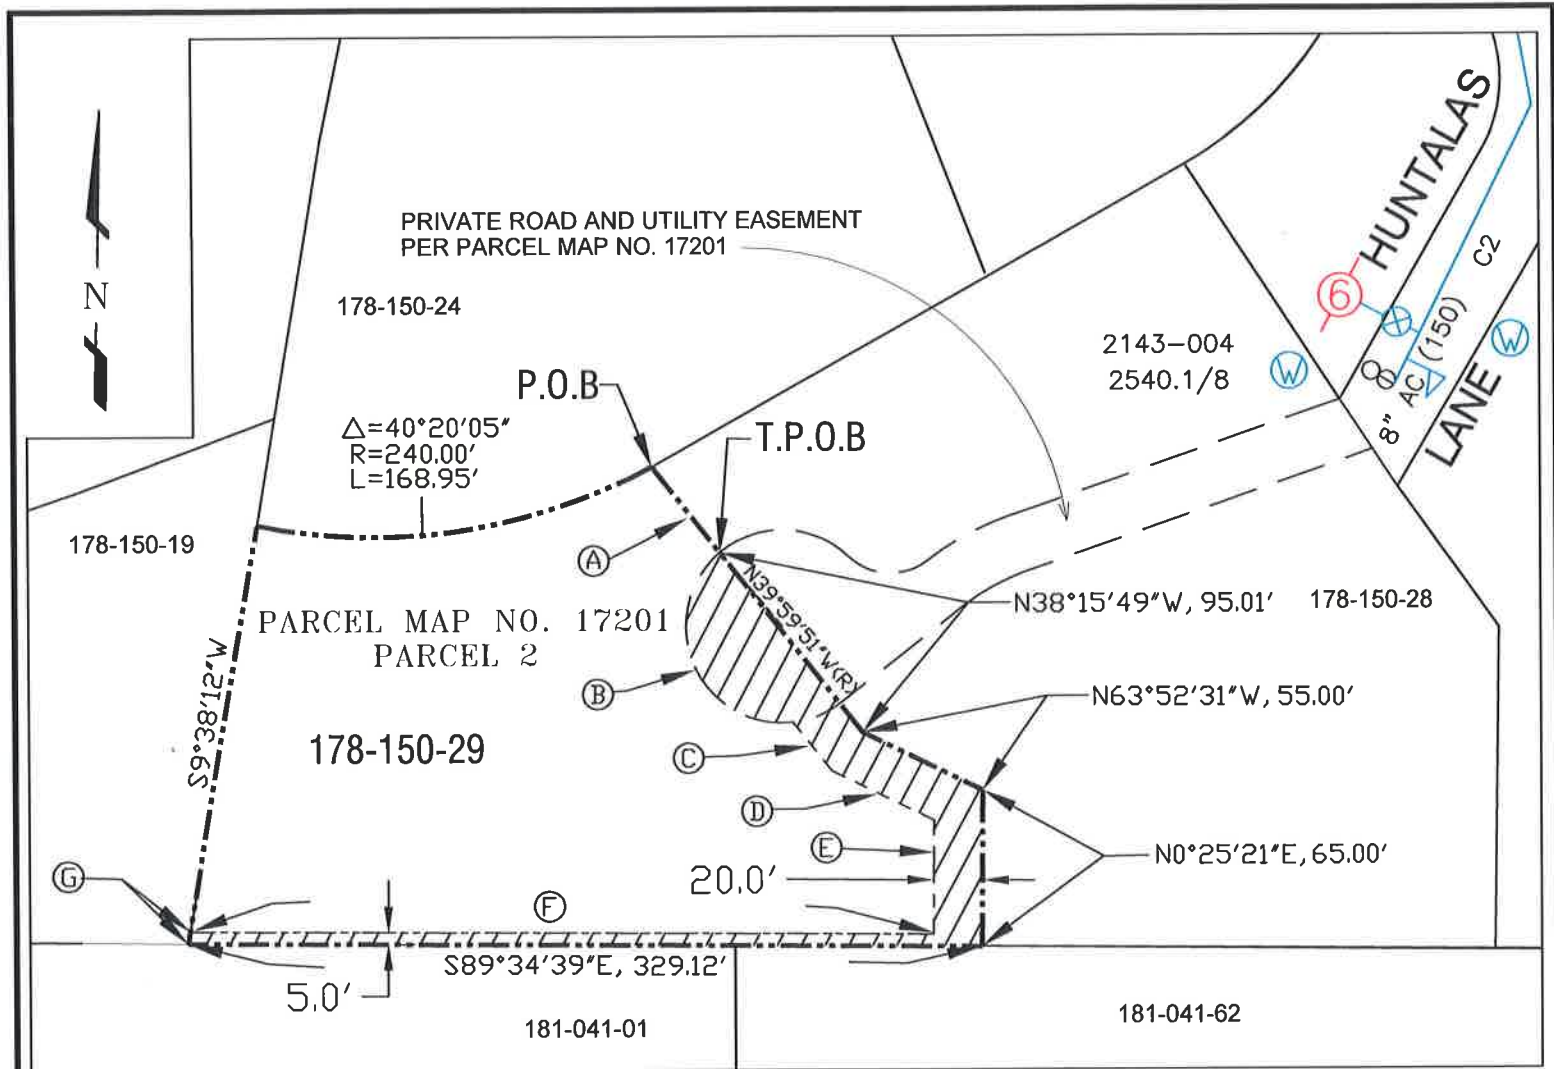 HUNTALAS
PRIVATE ROAD AND UTILITY EASEMENT
PER PARCEL MAP NO. 17201
C2
N
178-150-24
6
2143-004
2540.1/8
W
8" AC (150)
W
LANE
P.O.B
Δ=40°20'05"
R=240.00'
L=168.95'
T.P.O.B
178-150-19
A
N39°59'51"W(R)
N38°15'49"W, 95.01'
178-150-28
PARCEL MAP NO. 17201
PARCEL 2
S9°38'12"W
B
N63°52'31"W, 55.00'
178-150-29
C
D
E
N0°25'21"E, 65.00'
G
20.0'
F
S89°34'39"E, 329.12'
5.0'
181-041-01
181-041-62